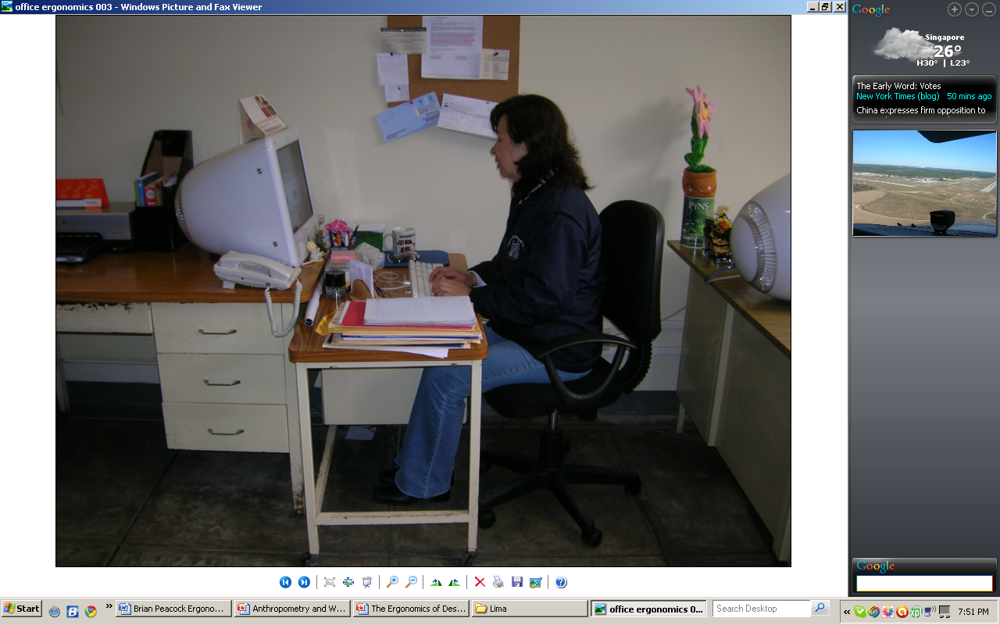 office ergonomics 003 - Windows Picture and Fax Viewer
Google
Singapore
26°
H30° | L23°
The Early Word: Votes
New York Times (blog) 50 mins ago
China expresses firm opposition to
PYNS
Google
Start
»
Brian Peacock Ergono...
Anthropometry and W...
The Ergonomics of Des...
Lima
office ergonomics 0...
Search Desktop
«
7:51 PM